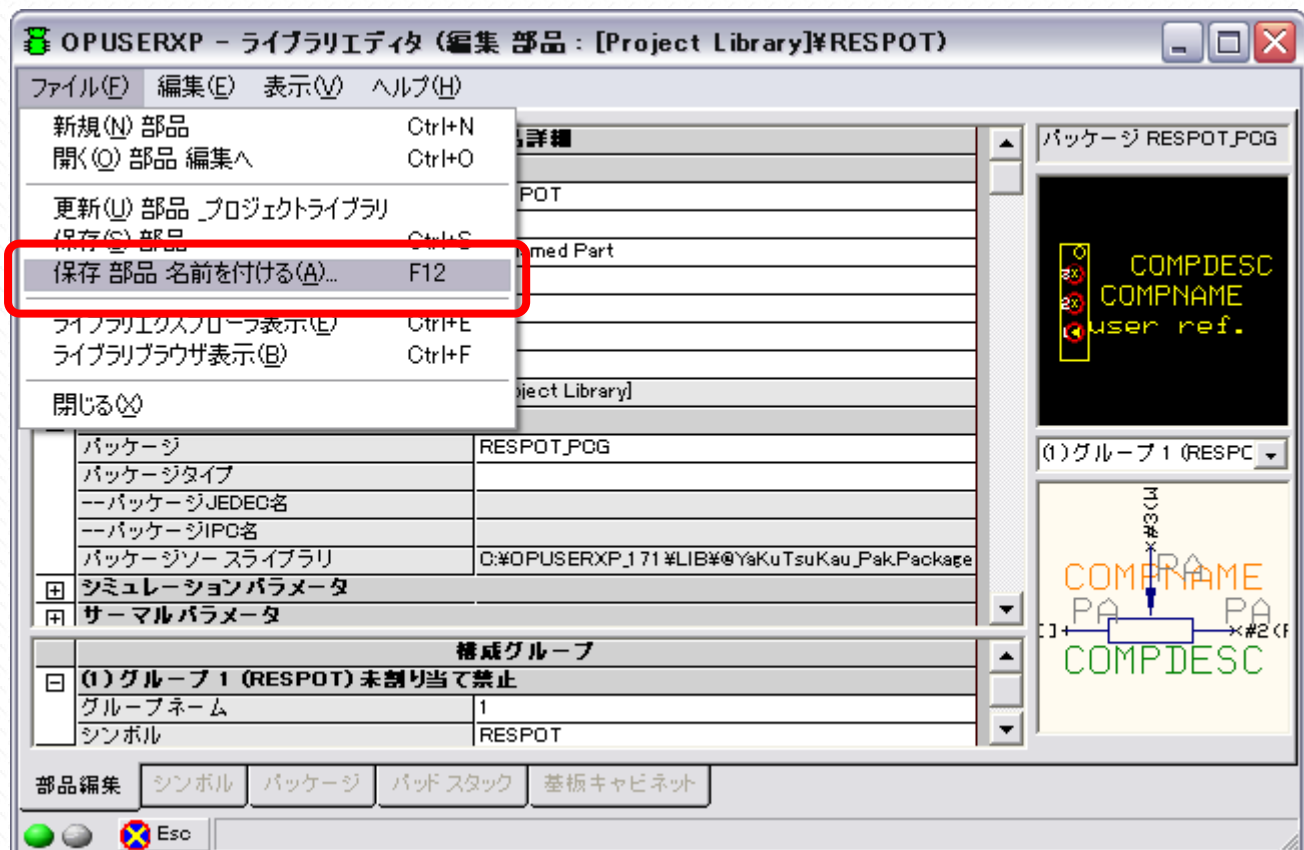 OPUSERXP - ライブラリエディタ (編集 部品 : [Project Library]¥RESPOT)
ファイル(F) 編集(E) 表示(V) ヘルプ(H)
新規(N) 部品 Ctrl+N
開く(O) 部品 編集へ Ctrl+O
更新(U) 部品 _プロジェクトライブラリ
保存(S) 部品 Ctrl+S
保存 部品 名前を付ける(A)... F12
ライブラリエクスプローラ表示(E) Ctrl+E
ライブラリブラウザ表示(B) Ctrl+F
閉じる(X)
詳細
POT
med Part
ject Library]
パッケージ RESPOT_PCG
パッケージタイプ
--パッケージJEDEC名
--パッケージIPC名
パッケージソースライブラリ C:¥OPUSERXP_171¥LIB¥@YaKuTsuKau_Pak.Package
シミュレーションパラメータ
サーマルパラメータ
構成グループ
(1) グループ 1 (RESPOT) 未割り当て禁止
グループネーム 1
シンボル RESPOT
パッケージ RESPOT_PCG
COMPDESC
COMPNAME
user ref.
(1)グループ 1 (RESPC
#3(M
COMPNAME
PA
PA PA
#2(F
COMPDESC
部品編集 シンボル パッケージ パッド スタック 基板キャビネット
Esc